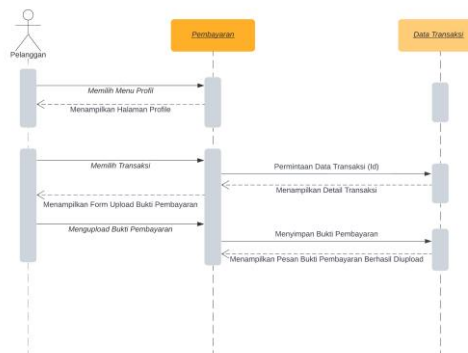 Pelanggan
Pembayaran
Data Transaksi
Memilih Menu Profil
Menampilkan Halaman Profile
Memilih Transaksi
Permintaan Data Transaksi (Id)
Menampilkan Detail Transaksi
Menampilkan Form Upload Bukti Pembayaran
Mengupload Bukti Pembayaran
Menyimpan Bukti Pembayaran
Menampilkan Pesan Bukti Pembayaran Berhasil Diupload